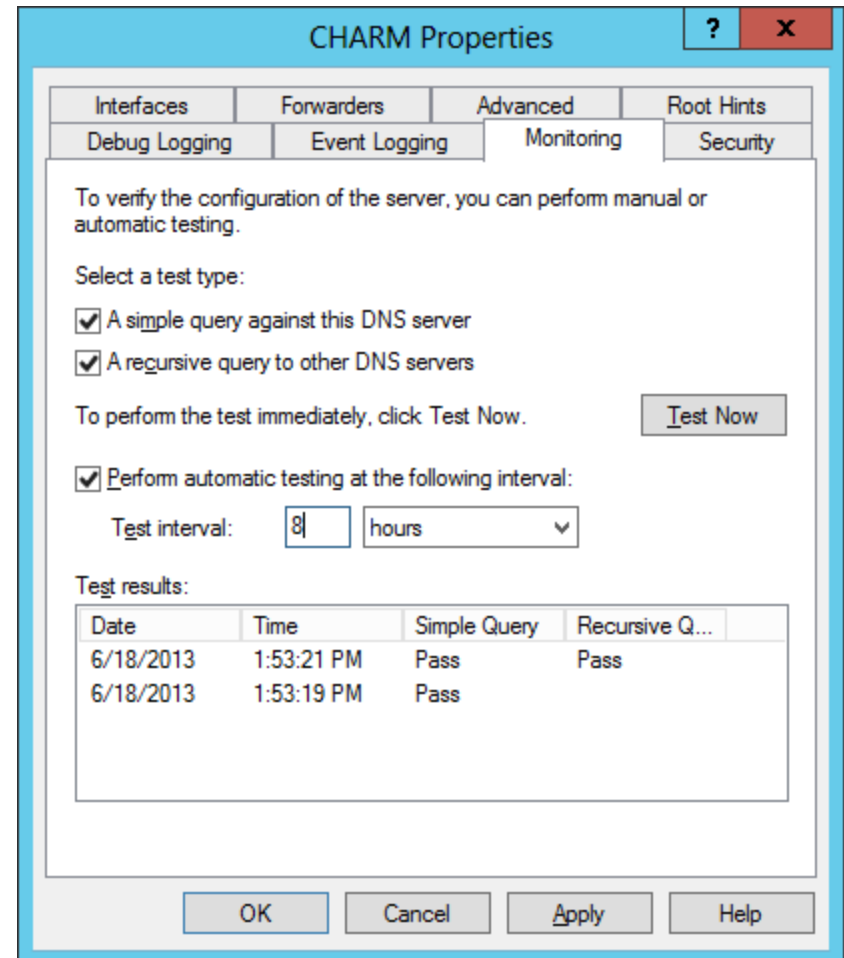 CHARM Properties
?
x
Interfaces Forwarders Advanced Root Hints
Debug Logging Event Logging Monitoring Security
To verify the configuration of the server, you can perform manual or
automatic testing.
Select a test type:
A simple query against this DNS server
A recursive query to other DNS servers
To perform the test immediately, click Test Now. Test Now
Perform automatic testing at the following interval:
Test interval: 8 hours
Test results:
Date Time Simple Query Recursive Q...
6/18/2013 1:53:21 PM Pass Pass
6/18/2013 1:53:19 PM Pass
OK Cancel Apply Help